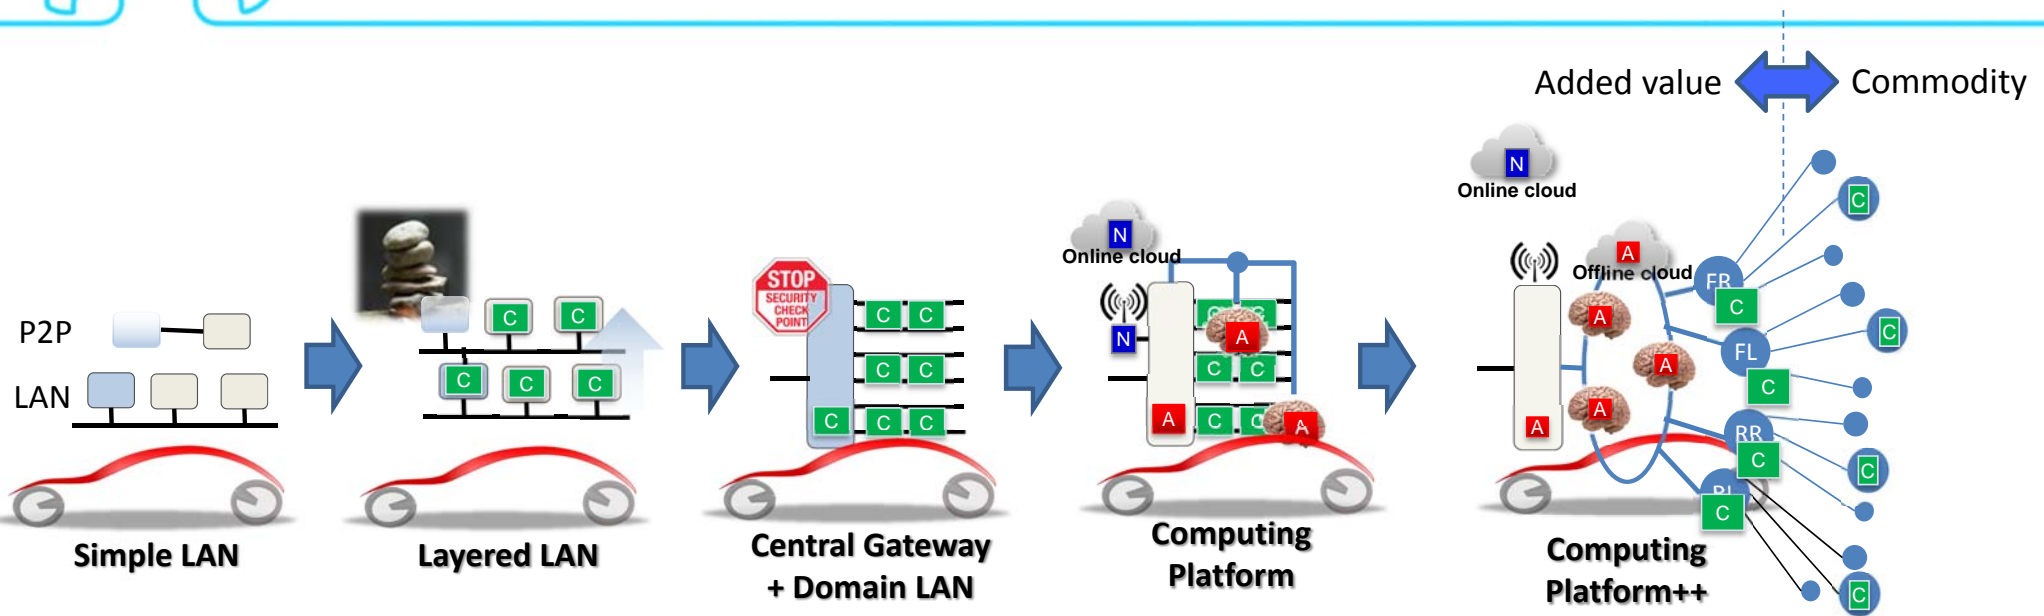 Added value
Commodity
P2P
LAN
Simple LAN
C
C
C
C
C
Layered LAN
STOP
SECURITY
CHECK
POINT
C C
C C
C C C
Central Gateway
+ Domain LAN
N
Online cloud
N
C C
A
C C
A C C A
Computing
Platform
N
Online cloud
A
Offline cloud
A
A
A
A
FR
C
C
FL
C
C
RR
C
C
RL
C
C
Computing
Platform++